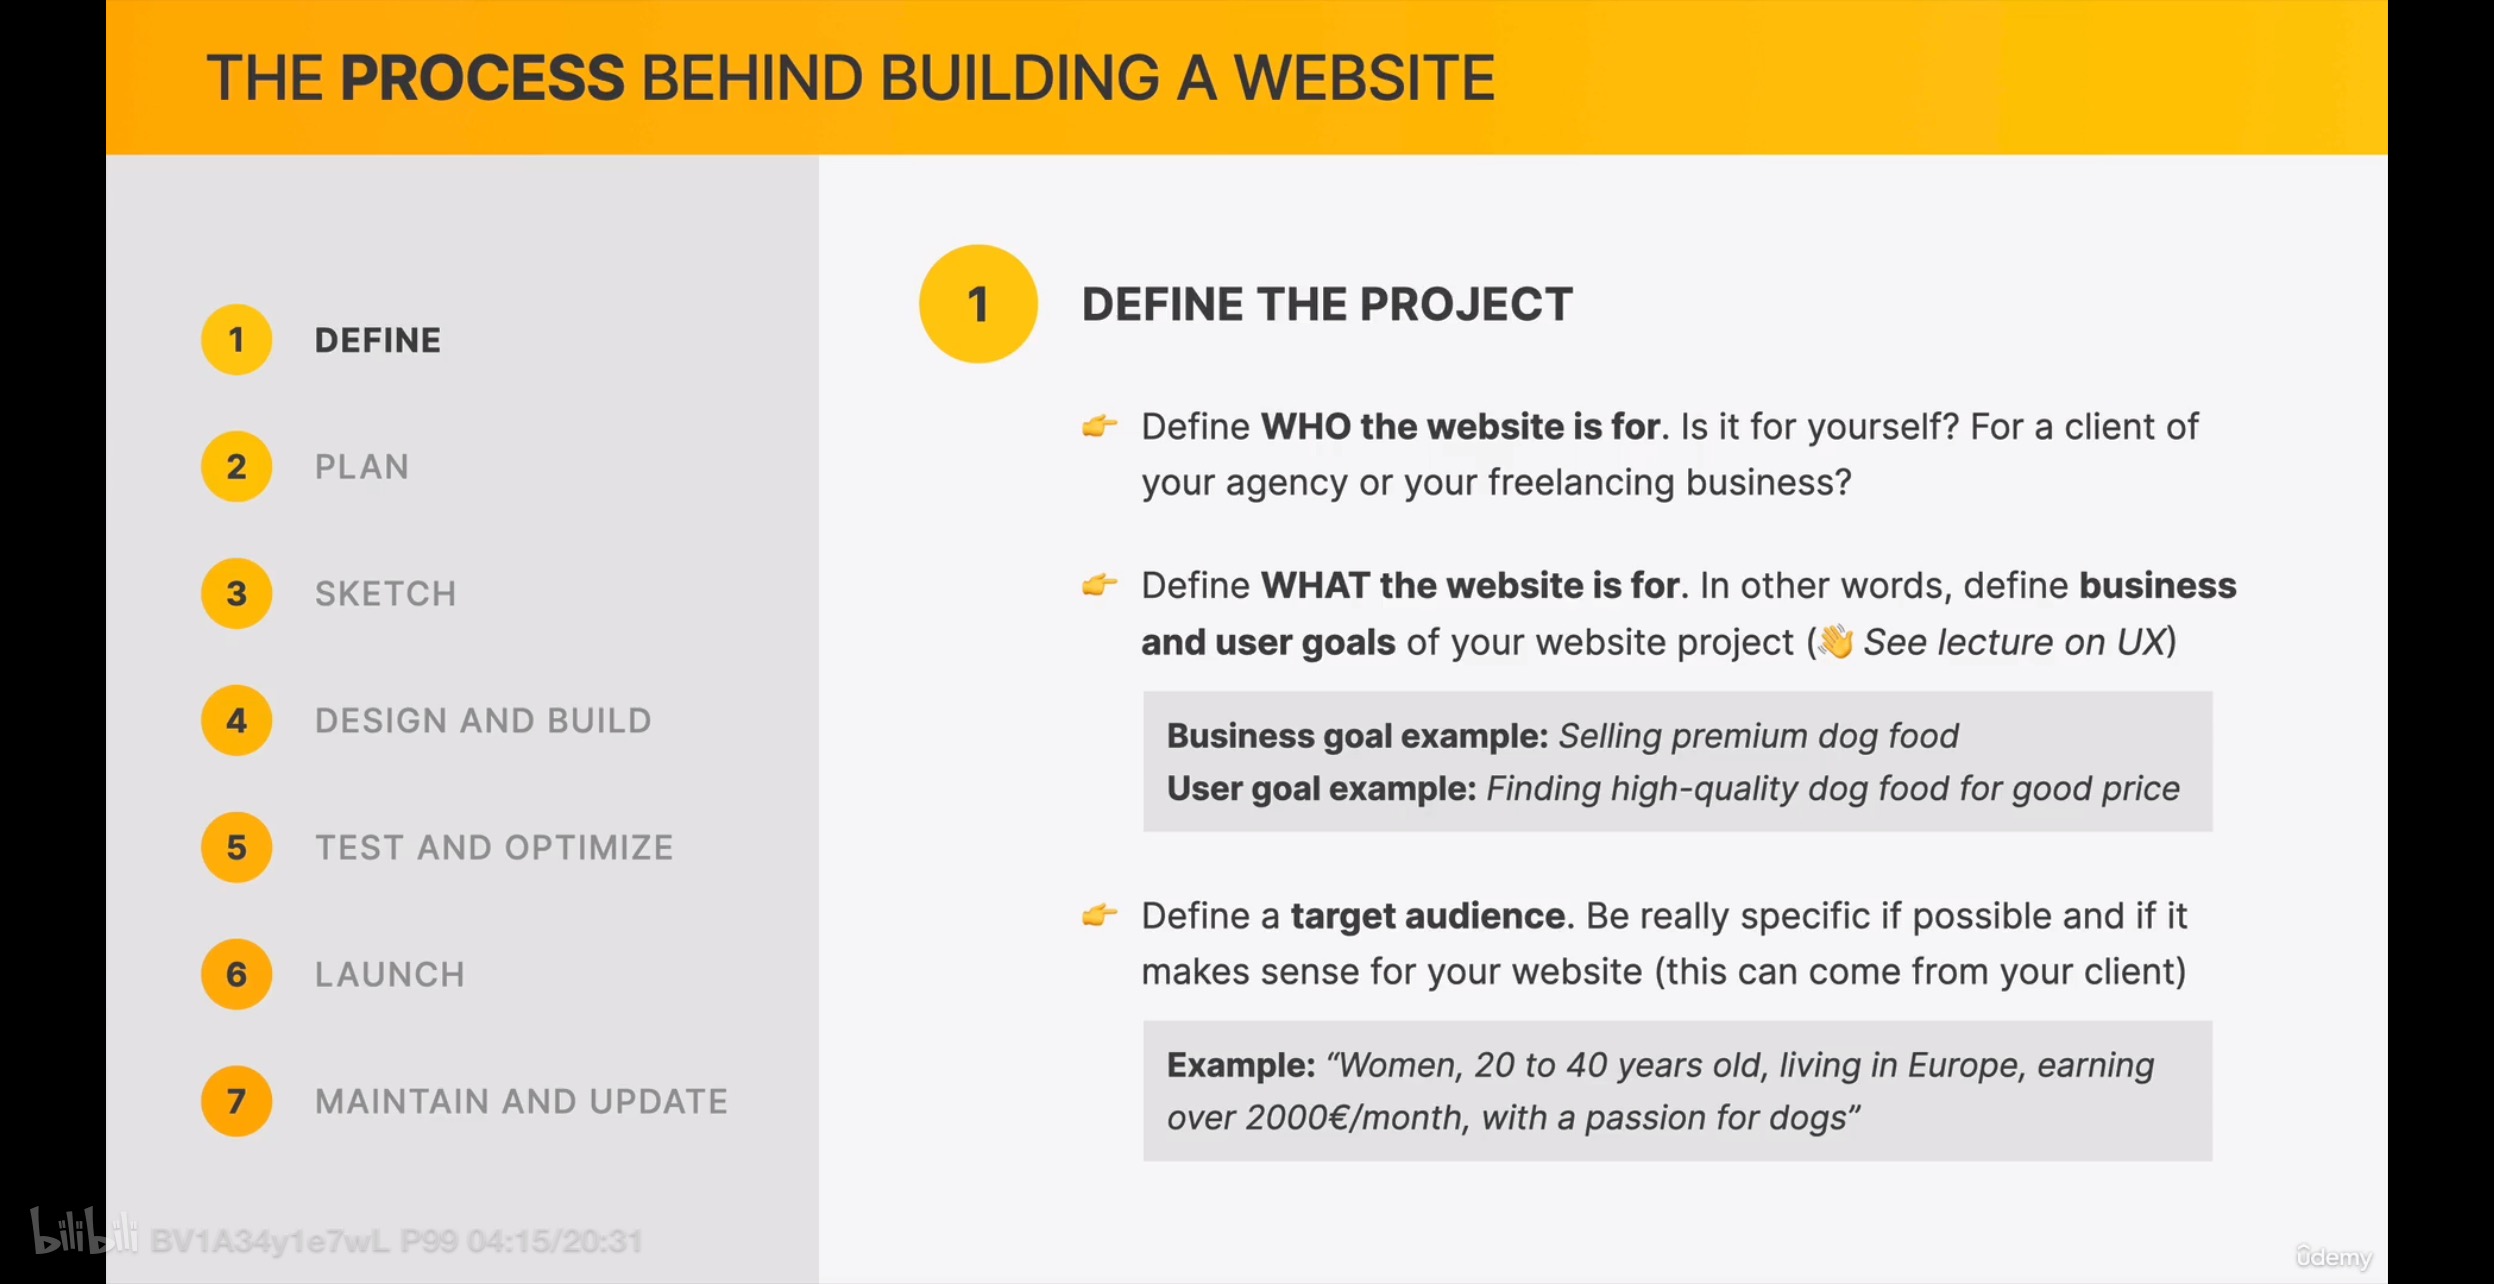 THE PROCESS BEHIND BUILDING A WEBSITE
1 DEFINE
2 PLAN
3 SKETCH
4 DESIGN AND BUILD
5 TEST AND OPTIMIZE
6 LAUNCH
7 MAINTAIN AND UPDATE
1 DEFINE THE PROJECT
👉 Define WHO the website is for. Is it for yourself? For a client of
your agency or your freelancing business?
👉 Define WHAT the website is for. In other words, define business
and user goals of your website project (👋 See lecture on UX)
Business goal example: Selling premium dog food
User goal example: Finding high-quality dog food for good price
👉 Define a target audience. Be really specific if possible and if it
makes sense for your website (this can come from your client)
Example: “Women, 20 to 40 years old, living in Europe, earning
over 2000€/month, with a passion for dogs”
bilibili BV1A34y1e7wL P99 04:15/20:31
ûdemy